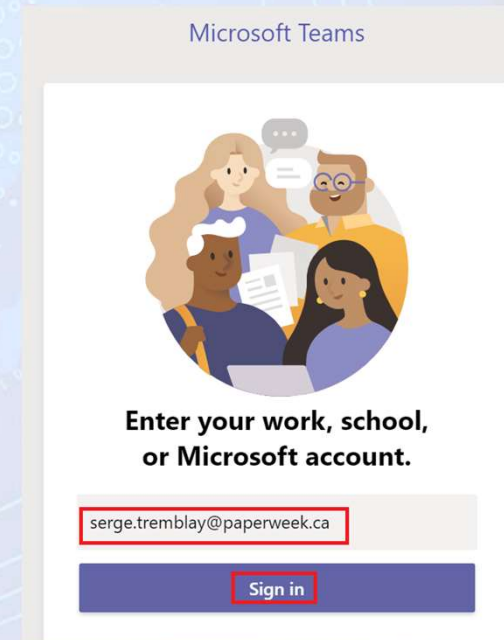 Microsoft Teams
Enter your work, school,
or Microsoft account.
serge.tremblay@paperweek.ca
Sign in